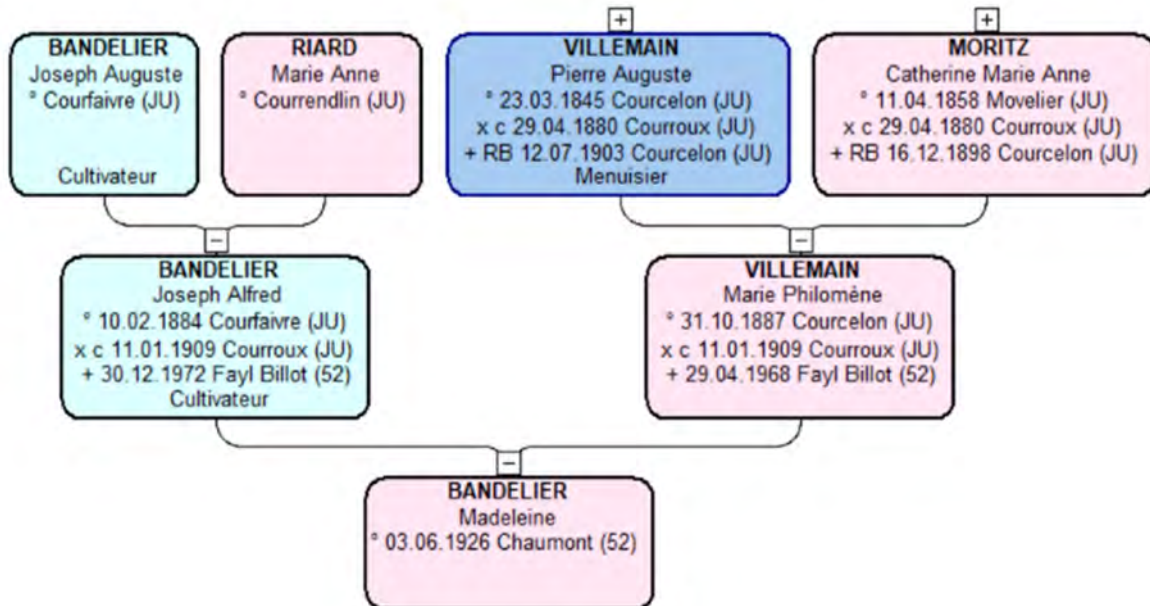 BANDELIER
Joseph Auguste
° Courfaivre (JU)
Cultivateur
RIARD
Marie Anne
° Courrendlin (JU)
+
VILLEMAIN
Pierre Auguste
° 23.03.1845 Courcelon (JU)
x c 29.04.1880 Courroux (JU)
+ RB 12.07.1903 Courcelon (JU)
Menuisier
+
MORITZ
Catherine Marie Anne
° 11.04.1858 Movelier (JU)
x c 29.04.1880 Courroux (JU)
+ RB 16.12.1898 Courcelon (JU)
−
BANDELIER
Joseph Alfred
° 10.02.1884 Courfaivre (JU)
x c 11.01.1909 Courroux (JU)
+ 30.12.1972 Fayl Billot (52)
Cultivateur
−
VILLEMAIN
Marie Philomène
° 31.10.1887 Courcelon (JU)
x c 11.01.1909 Courroux (JU)
+ 29.04.1968 Fayl Billot (52)
−
BANDELIER
Madeleine
° 03.06.1926 Chaumont (52)